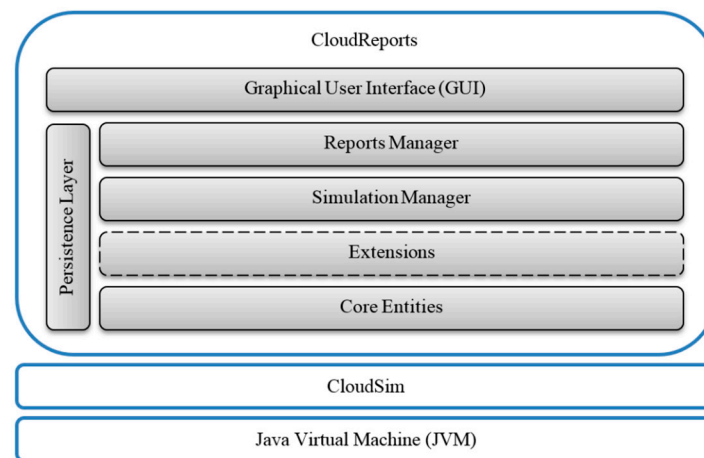 CloudReports
Graphical User Interface (GUI)
Persistence Layer
Reports Manager
Simulation Manager
Extensions
Core Entities
CloudSim
Java Virtual Machine (JVM)